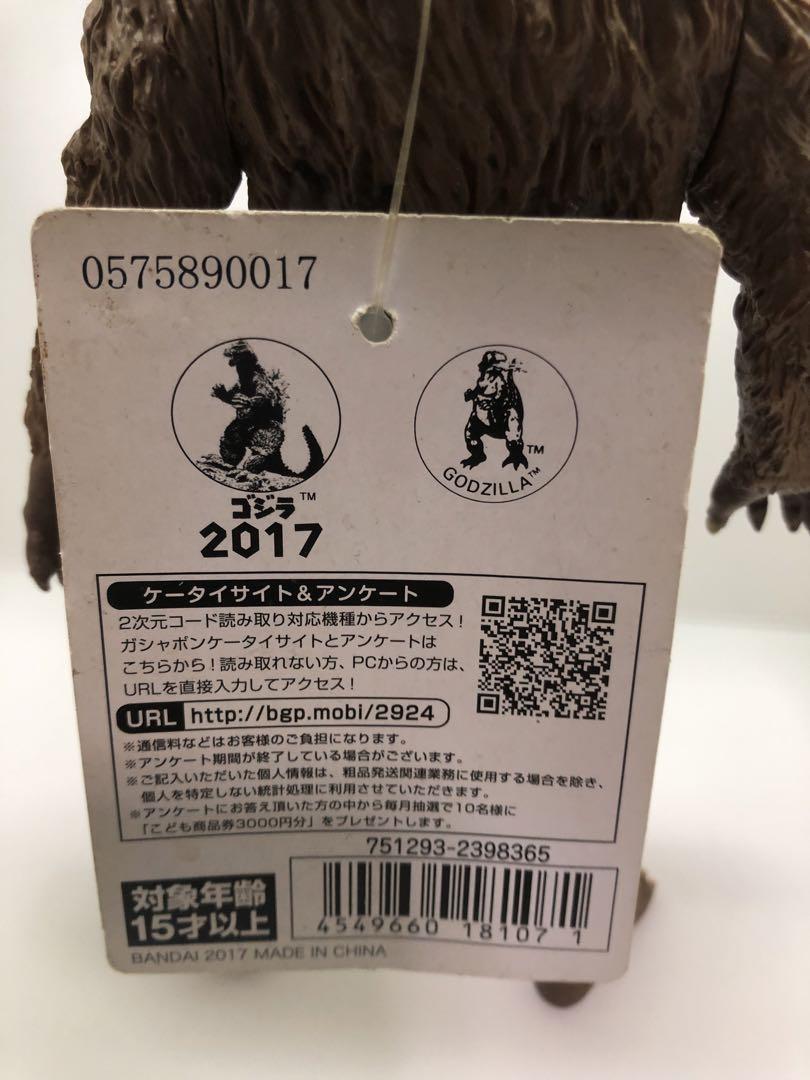 0575890017
ゴジラ™
2017
TM
GODZILLA™
ケータイサイト&アンケート
2次元コード読み取り対応機種からアクセス!
ガシャポンケータイサイトとアンケートは
こちらから!読み取れない方、PCからの方は、
URLを直接入力してアクセス!
URL http://bgp.mobi/2924
※通信料などはお客様のご負担になります。
※アンケート期間が終了している場合がございます。
※ご記入いただいた個人情報は、粗品発送関連業務に使用する場合を除き、
個人を特定しない統計処理に利用させていただきます。
※アンケートにお答え頂いた方の中から毎月抽選で10名様に
「こども商品券3000円分」をプレゼントします。
751293-2398365
対象年齢
15才以上
4549660 18107 1
BANDAI 2017 MADE IN CHINA